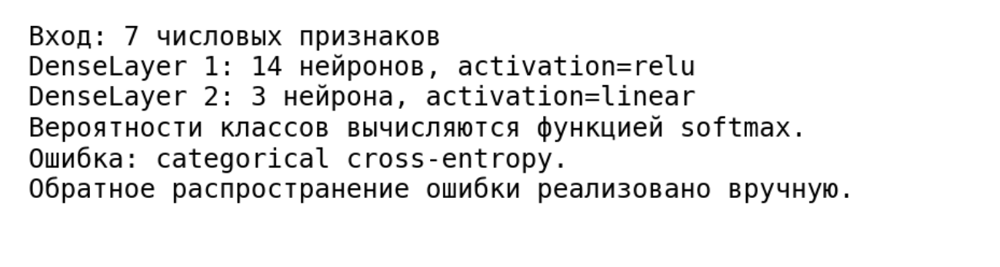 Вход: 7 числовых признаков
DenseLayer 1: 14 нейронов, activation=relu
DenseLayer 2: 3 нейрона, activation=linear
Вероятности классов вычисляются функцией softmax.
Ошибка: categorical cross-entropy.
Обратное распространение ошибки реализовано вручную.